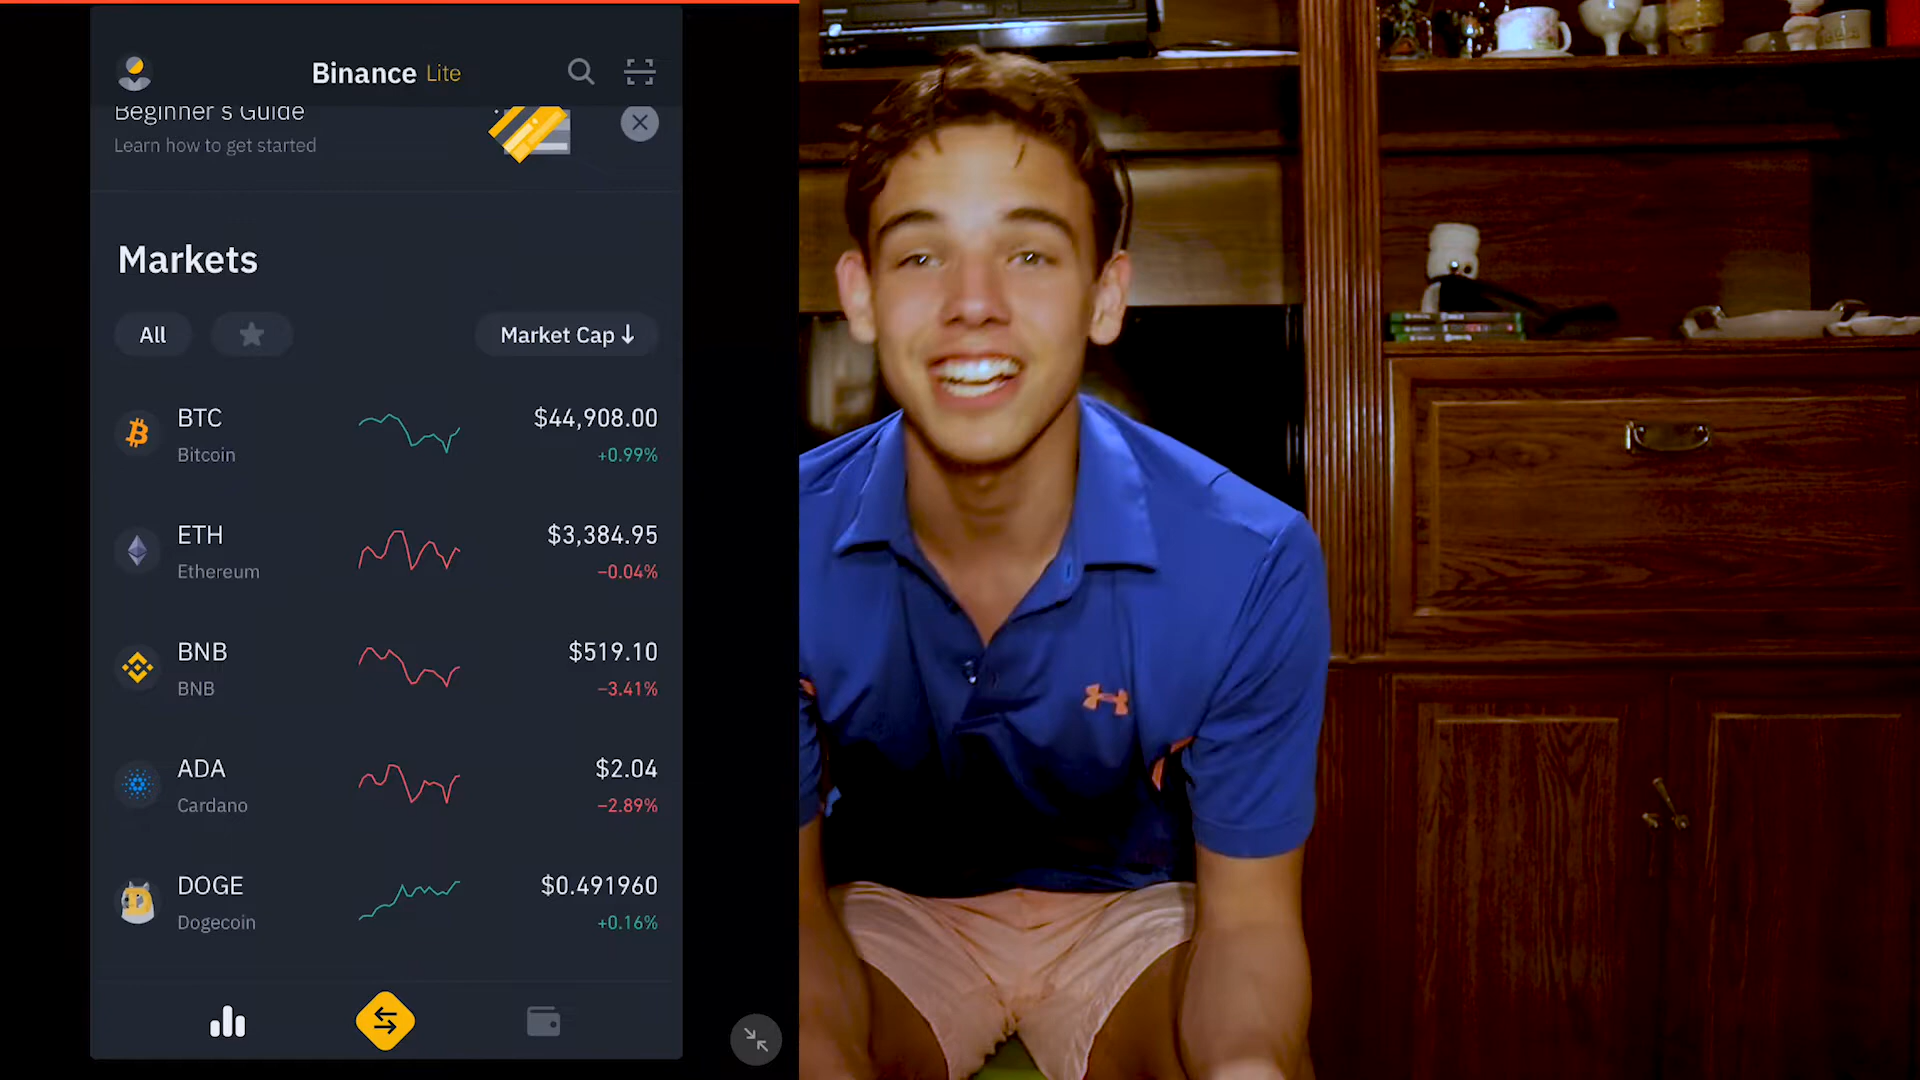 Binance Lite
Beginner's Guide
Learn how to get started
Markets
All
Market Cap ↓
BTC
$44,908.00
Bitcoin
+0.99%
ETH
$3,384.95
Ethereum
−0.04%
BNB
$519.10
BNB
−3.41%
ADA
$2.04
Cardano
−2.89%
DOGE
$0.491960
Dogecoin
+0.16%